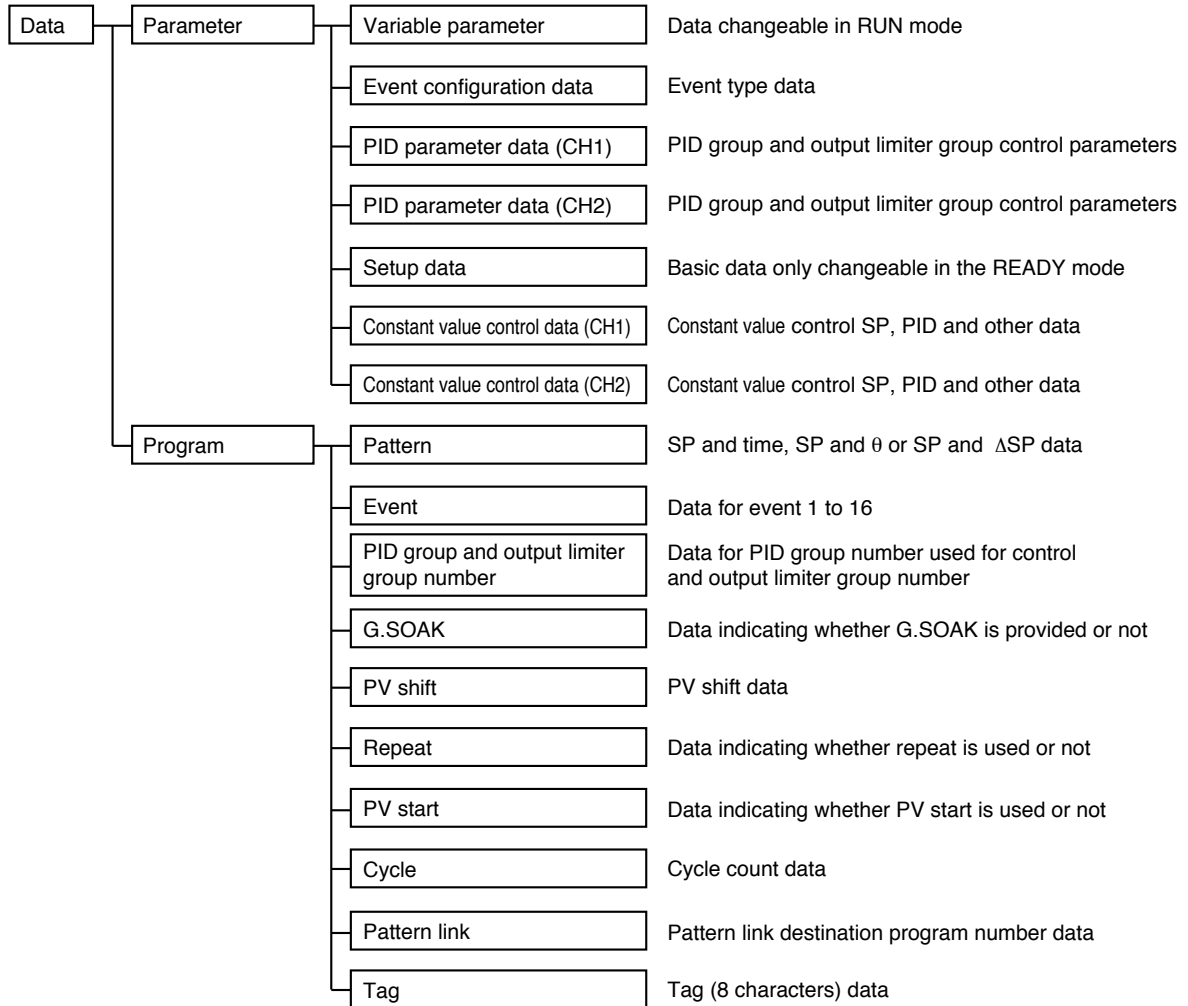 Data Parameter Variable parameter Data changeable in RUN mode
Event configuration data Event type data
PID parameter data (CH1) PID group and output limiter group control parameters
PID parameter data (CH2) PID group and output limiter group control parameters
Setup data Basic data only changeable in the READY mode
Constant value control data (CH1) Constant value control SP, PID and other data
Constant value control data (CH2) Constant value control SP, PID and other data
Program Pattern SP and time, SP and θ or SP and ΔSP data
Event Data for event 1 to 16
PID group and output limiter Data for PID group number used for control
group number and output limiter group number
G.SOAK Data indicating whether G.SOAK is provided or not
PV shift PV shift data
Repeat Data indicating whether repeat is used or not
PV start Data indicating whether PV start is used or not
Cycle Cycle count data
Pattern link Pattern link destination program number data
Tag Tag (8 characters) data